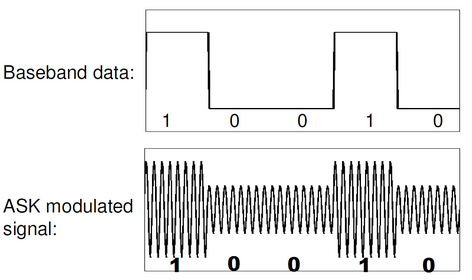 Baseband data:
1 0 0 1 0
ASK modulated
signal:
1 0 0 1 0